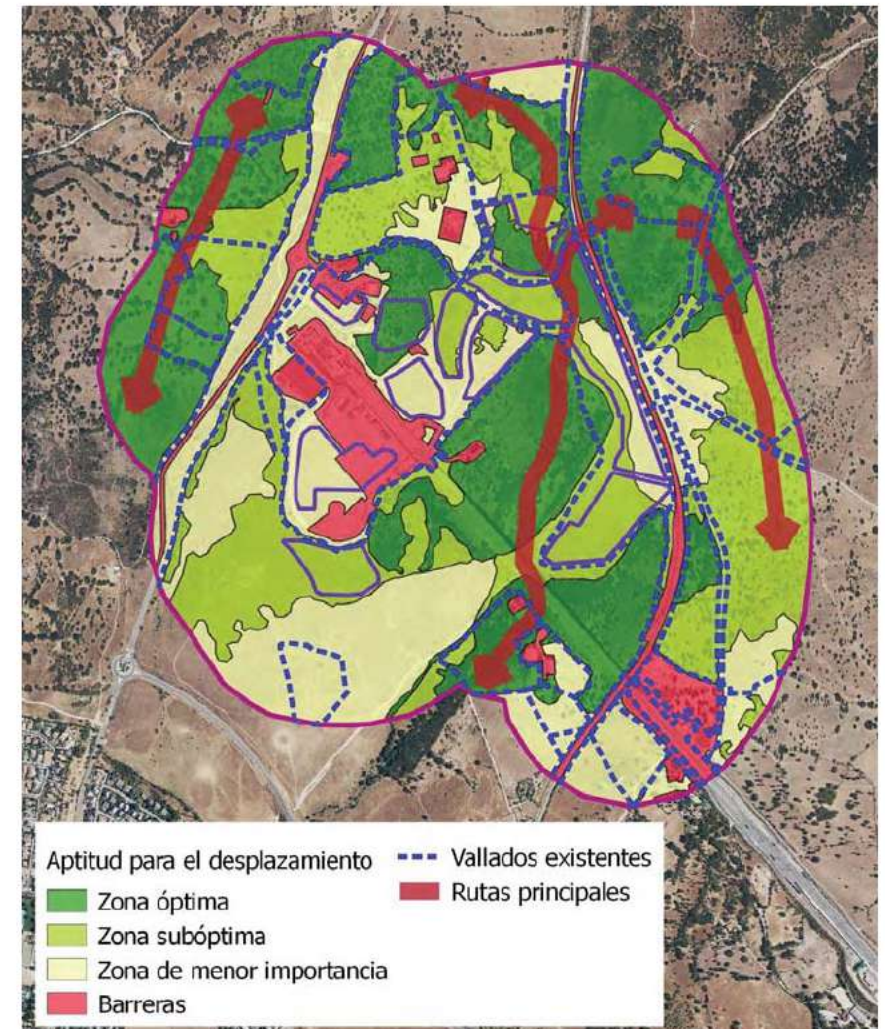 Aptitud para el desplazamiento
Zona óptima
Zona subóptima
Zona de menor importancia
Barreras
Vallados existentes
Rutas principales